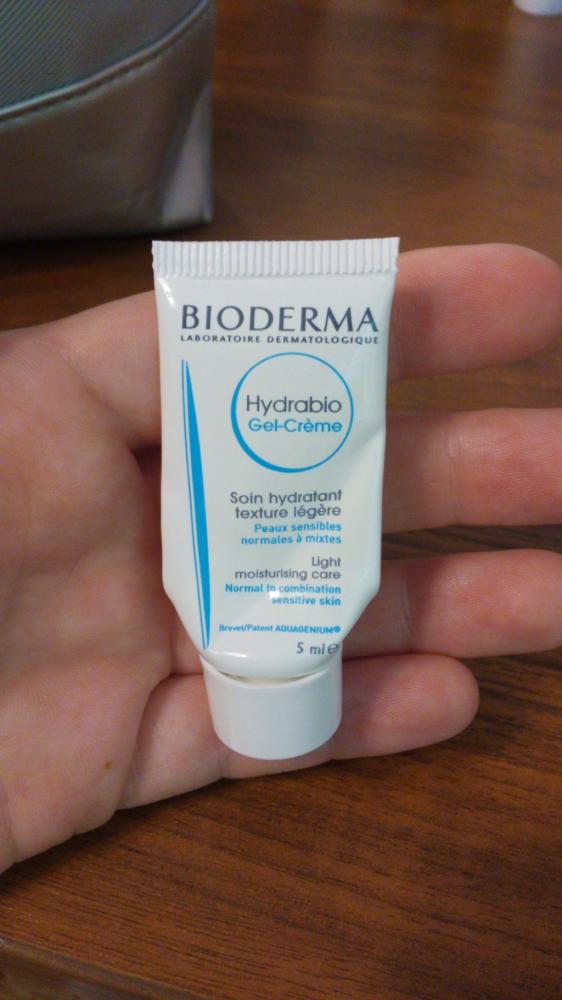 BIODERMA
LABORATOIRE DERMATOLOGIQUE
Hydrabio
Gel-Crème
Soin hydratant
texture légère
Peaux sensibles
normales à mixtes
Light
moisturising care
Normal to combination
sensitive skin
Brevet/Patent AQUAGENIUM®
5 ml e